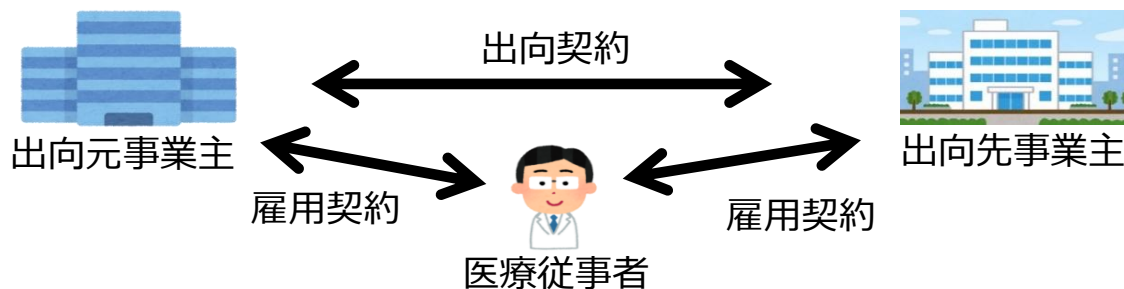 出向契約
出向元事業主
出向先事業主
雇用契約
雇用契約
医療従事者